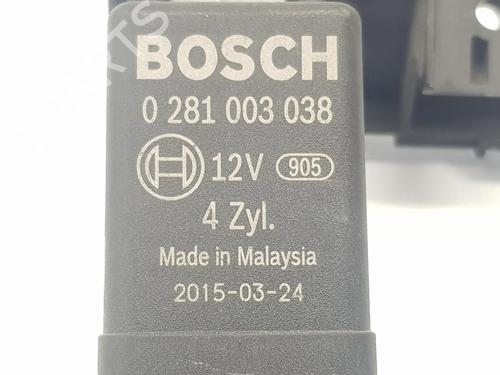 BOSCH
0 281 003 038
12V 905
4 Zyl.
Made in Malaysia
2015-03-24